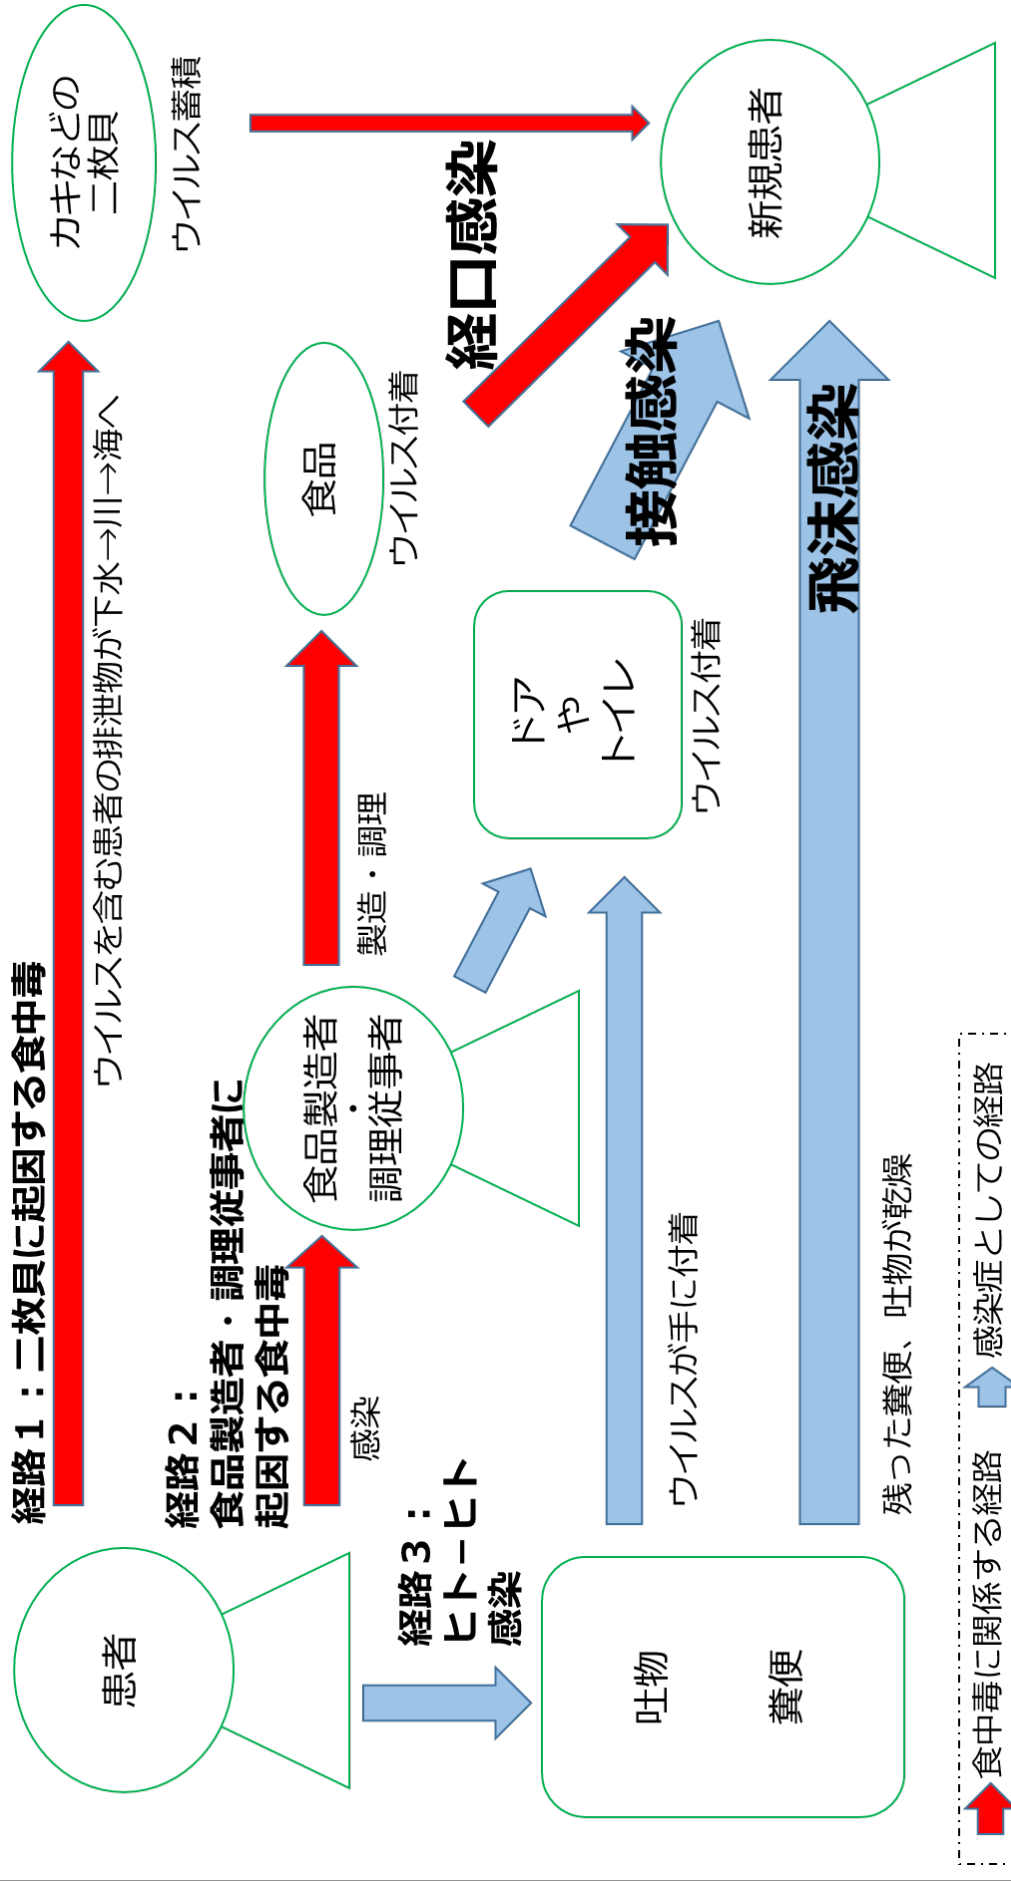 経路１：二枚貝に起因する食中毒
ウイルスを含む患者の排泄物が下水→川→海へ
カキなどの
二枚貝
ウイルス蓄積
患者
経路２：
食品製造者・調理従事者に
起因する食中毒
感染
食品製造者
・
調理従事者
製造・調理
食品
ウイルス付着
経口感染
経路３：
ヒト－ヒト
感染
吐物
糞便
ウイルスが手に付着
ドア
や
トイレ
ウイルス付着
接触感染
新規患者
飛沫感染
残った糞便、吐物が乾燥
食中毒に関係する経路
感染症としての経路